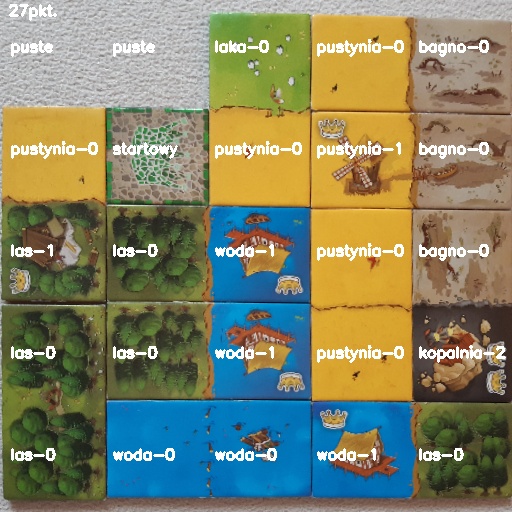 27pkt.
puste puste laka-0 pustynia-0 bagno-0
pustynia-0 startowy pustynia-0 pustynia-1 bagno-0
las-1 las-0 woda-1 pustynia-0 bagno-0
las-0 las-0 woda-1 pustynia-0 kopalnia-2
las-0 woda-0 woda-0 woda-1 las-0